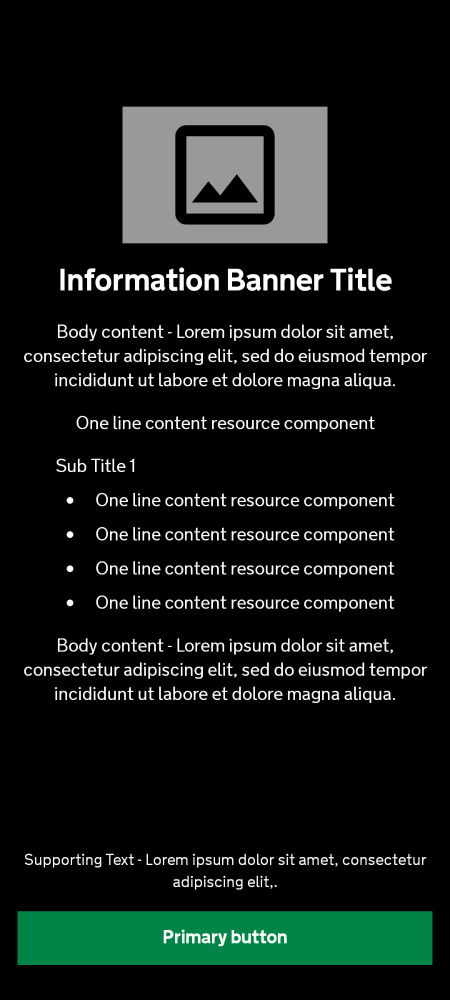 Information Banner Title
Body content - Lorem ipsum dolor sit amet,
consectetur adipiscing elit, sed do eiusmod tempor
incididunt ut labore et dolore magna aliqua.
One line content resource component
Sub Title 1
• One line content resource component
• One line content resource component
• One line content resource component
• One line content resource component
Body content - Lorem ipsum dolor sit amet,
consectetur adipiscing elit, sed do eiusmod tempor
incididunt ut labore et dolore magna aliqua.
Supporting Text - Lorem ipsum dolor sit amet, consectetur
adipiscing elit,.
Primary button